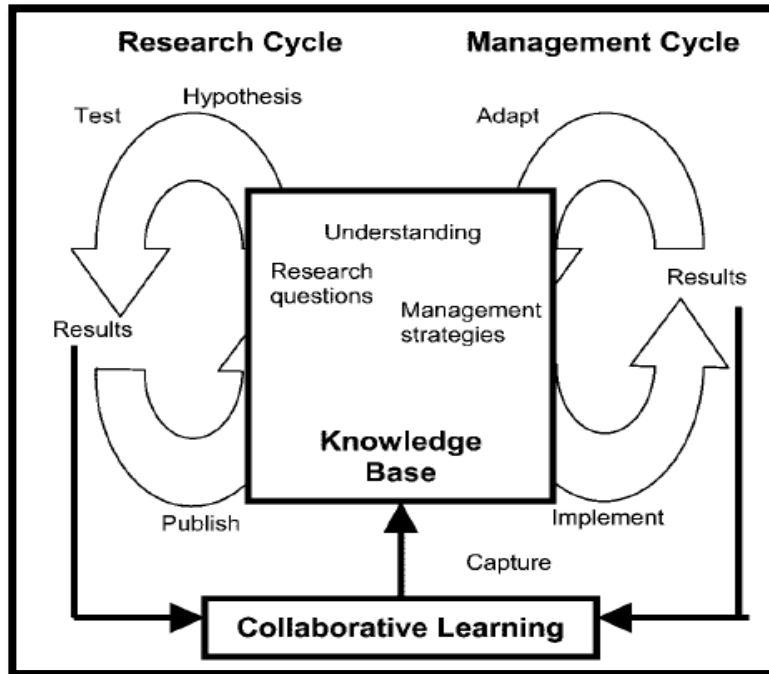 Research Cycle
Management Cycle
Hypothesis
Test
Adapt
Understanding
Research
questions
Management
strategies
Results
Results
Knowledge
Base
Publish
Implement
Capture
Collaborative Learning